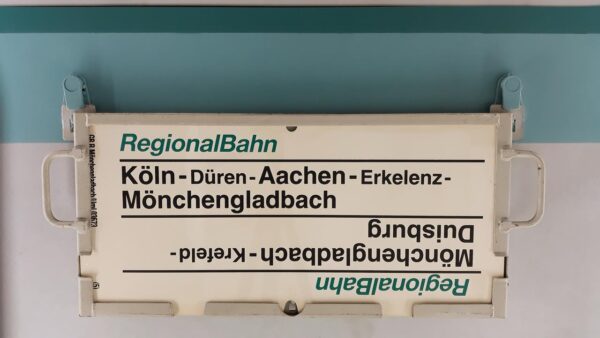 RegionalBahn
Köln - Düren - Aachen - Erkelenz -
Mönchengladbach
RegionalBahn
Mönchengladbach - Krefeld -
Duisburg